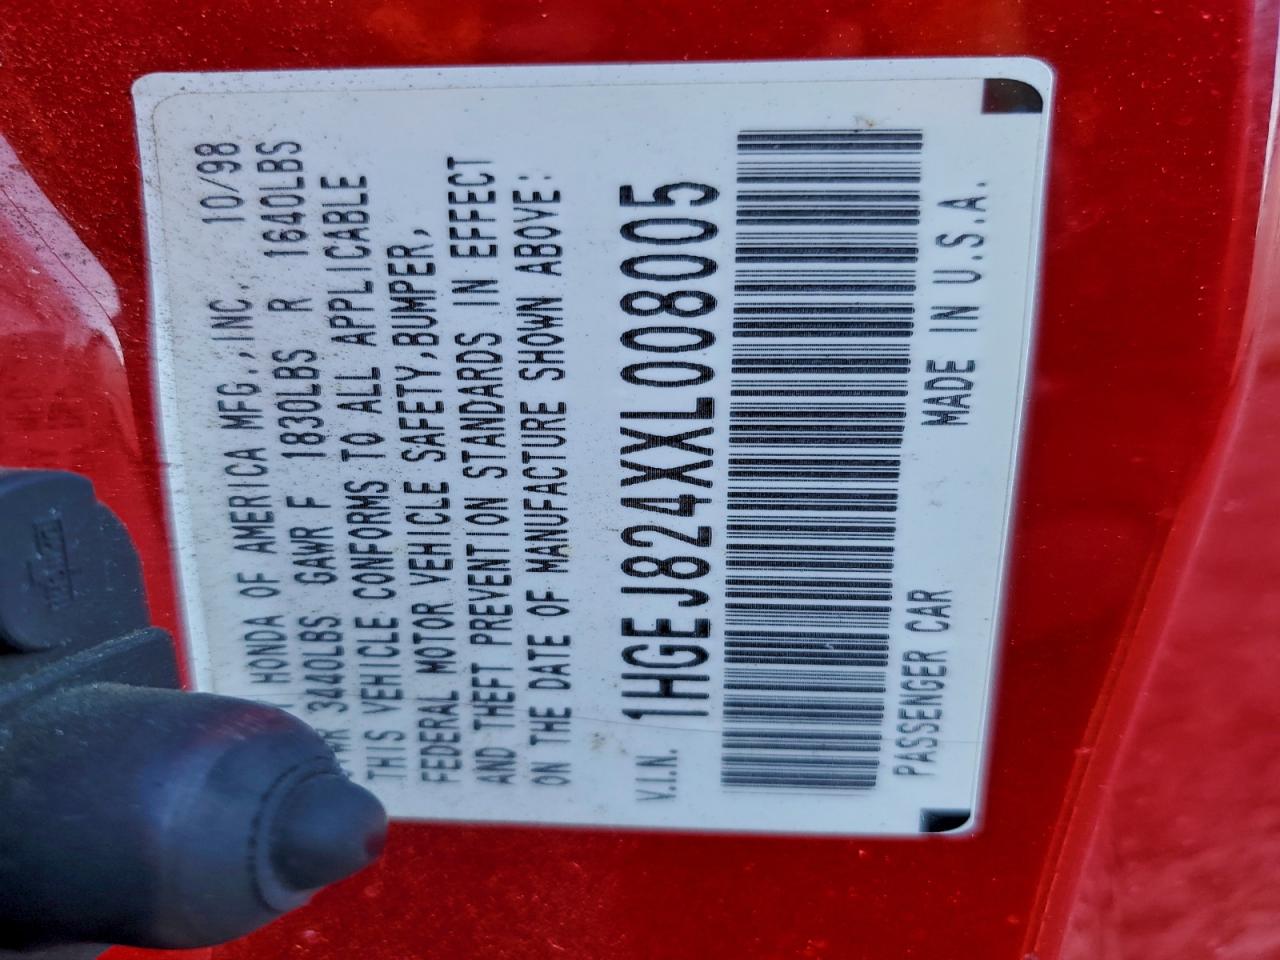 HONDA OF AMERICA MFG.,INC. 10/98
3440LBS GAWR F 1830LBS R 1640LBS
THIS VEHICLE CONFORMS TO ALL APPLICABLE
FEDERAL MOTOR VEHICLE SAFETY,BUMPER,
AND THEFT PREVENTION STANDARDS IN EFFECT
ON THE DATE OF MANUFACTURE SHOWN ABOVE:
V.I.N. 1HGEJ824XXL008005
PASSENGER CAR MADE IN U.S.A.